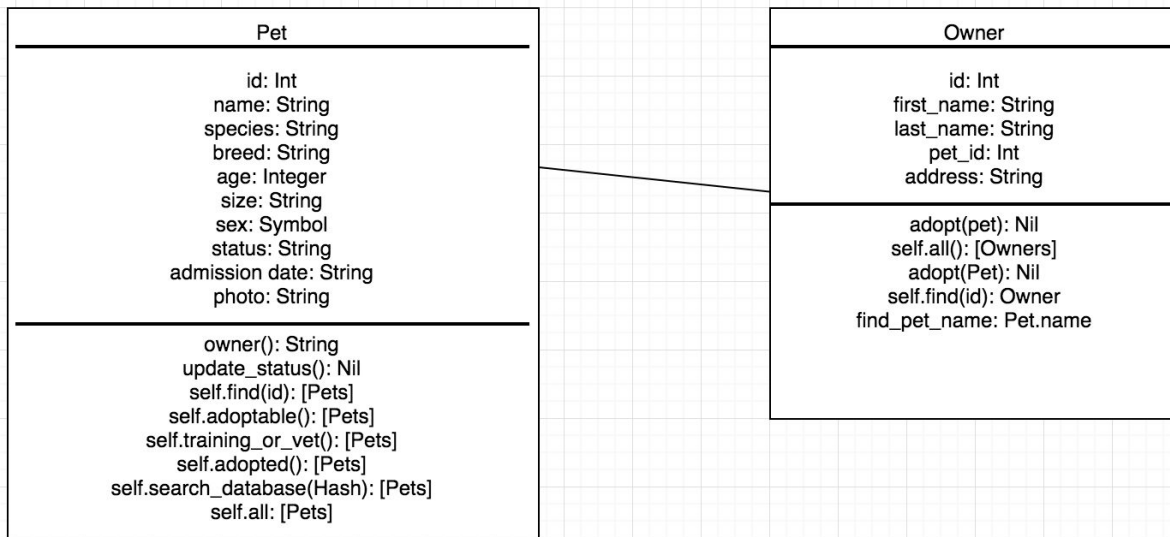 Pet
id: Int
name: String
species: String
breed: String
age: Integer
size: String
sex: Symbol
status: String
admission date: String
photo: String
owner(): String
update_status(): Nil
self.find(id): [Pets]
self.adoptable(): [Pets]
self.training_or_vet(): [Pets]
self.adopted(): [Pets]
self.search_database(Hash): [Pets]
self.all: [Pets]
Owner
id: Int
first_name: String
last_name: String
pet_id: Int
address: String
adopt(pet): Nil
self.all(): [Owners]
adopt(Pet): Nil
self.find(id): Owner
find_pet_name: Pet.name